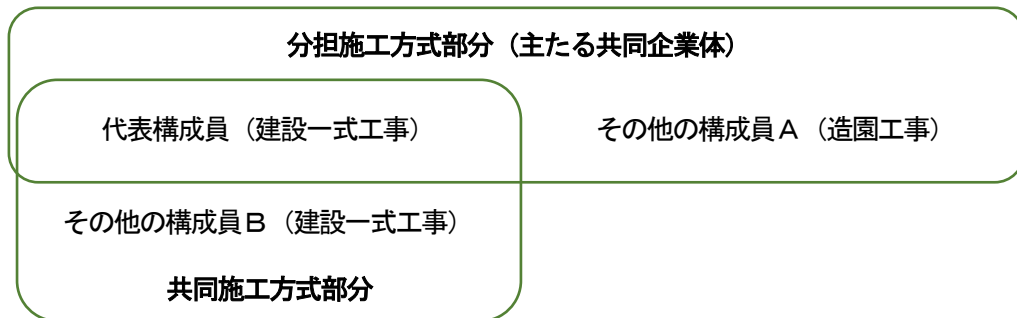 分担施工方式部分（主たる共同企業体）
代表構成員（建設一式工事）
その他の構成員Ａ（造園工事）
その他の構成員Ｂ（建設一式工事）
共同施工方式部分